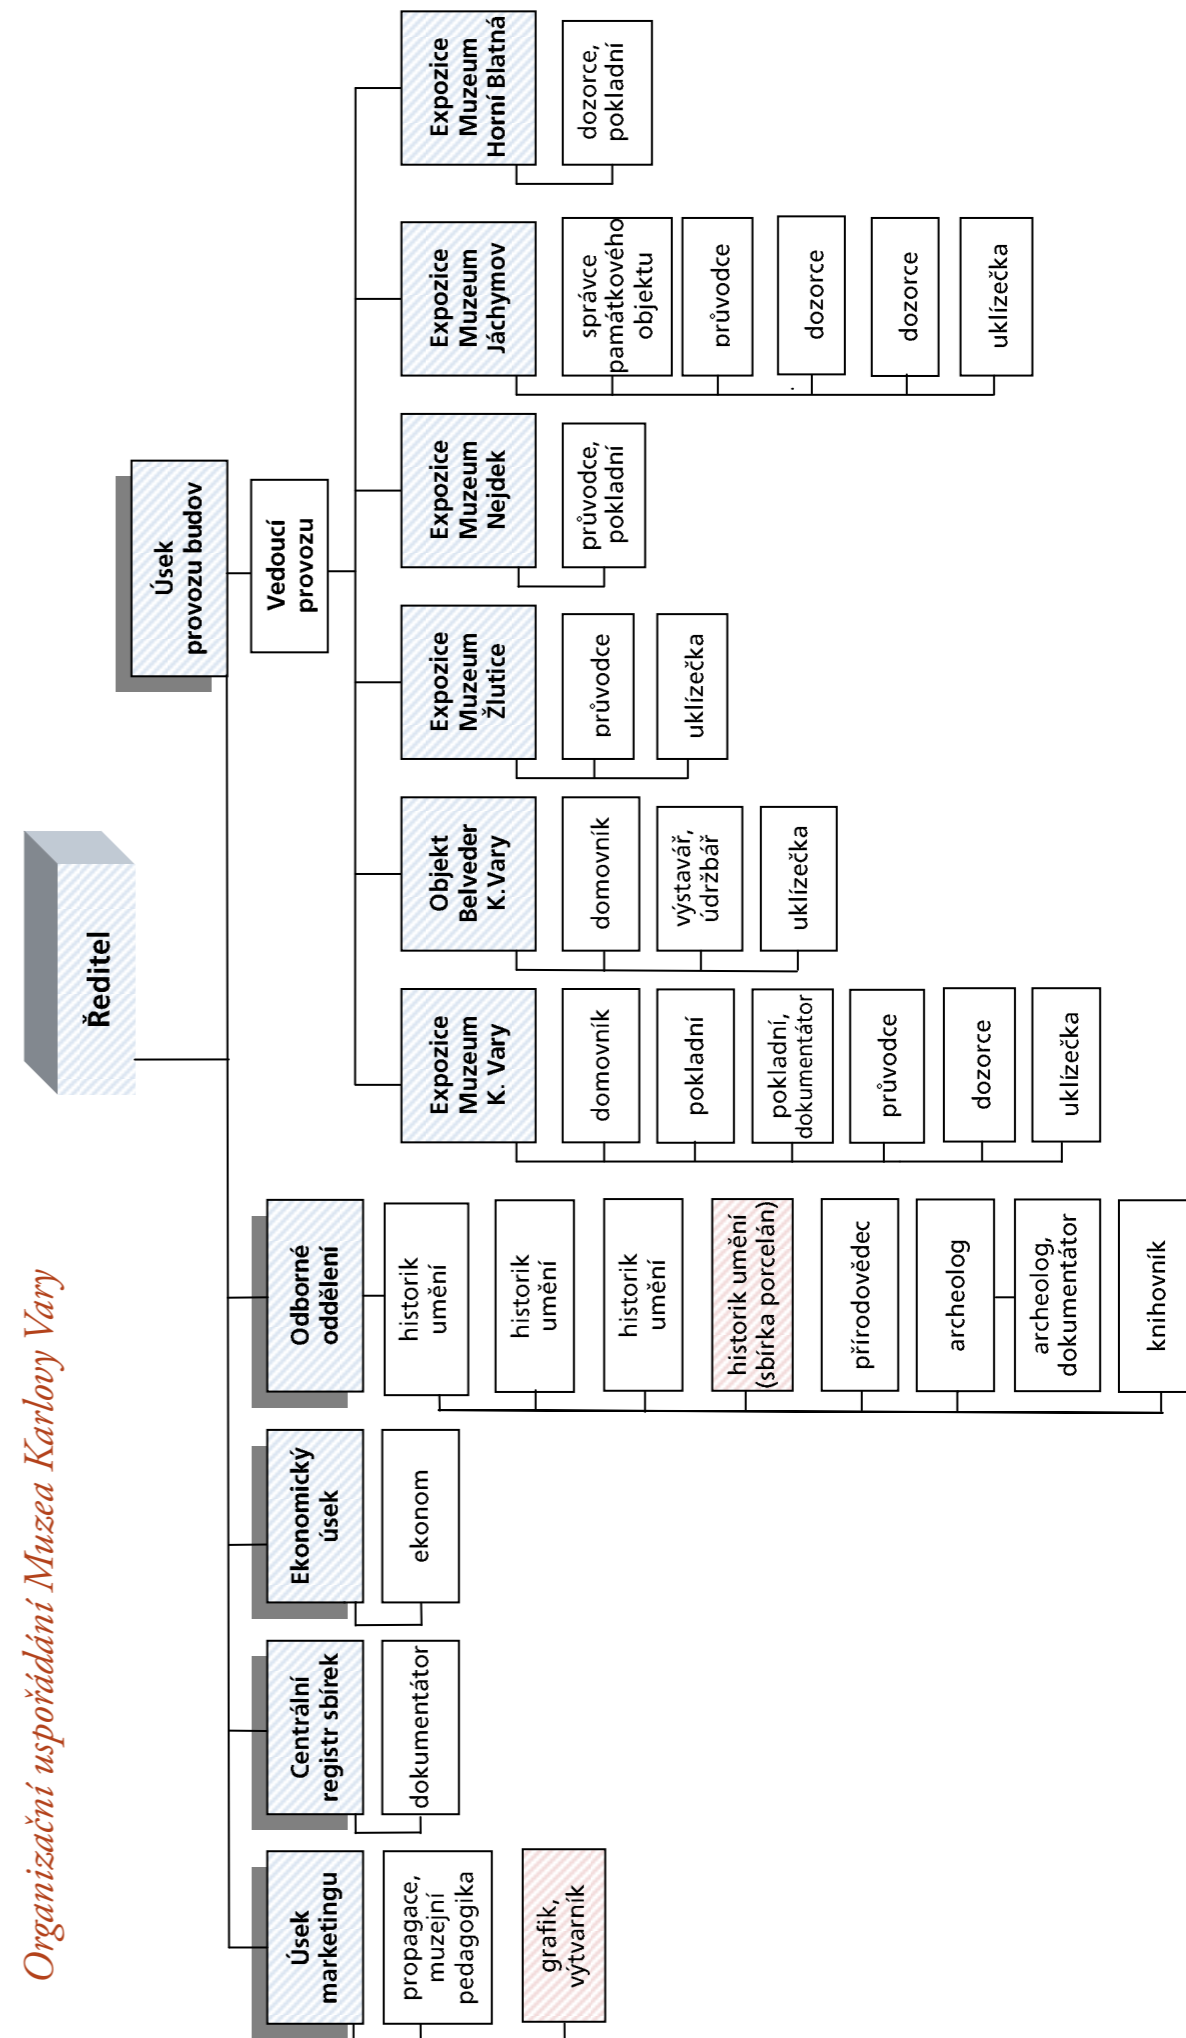 Organizační uspořádání Muzea Karlovy Vary
Ředitel
Úsek
marketingu
propagace,
muzejní
pedagogika
grafik,
výtvarník
Centrální
registr sbírek
dokumentátor
Ekonomický
úsek
ekonom
Odborné
oddělení
historik
umění
historik
umění
historik
umění
historik umění
(sbírka porcelán)
přírodovědec
archeolog
archeolog,
dokumentátor
knihovník
Úsek
provozu budov
Vedoucí
provozu
Expozice
Muzeum
K. Vary
domovník
pokladní
pokladní,
dokumentátor
průvodce
dozorce
uklízečka
Objekt
Belveder
K.Vary
domovník
výstavář,
údržbář
uklízečka
Expozice
Muzeum
Žlutice
průvodce
uklízečka
Expozice
Muzeum
Nejdek
průvodce,
pokladní
Expozice
Muzeum
Jáchymov
správce
památkového
objektu
průvodce
dozorce
dozorce
uklízečka
Expozice
Muzeum
Horní Blatná
dozorce,
pokladní